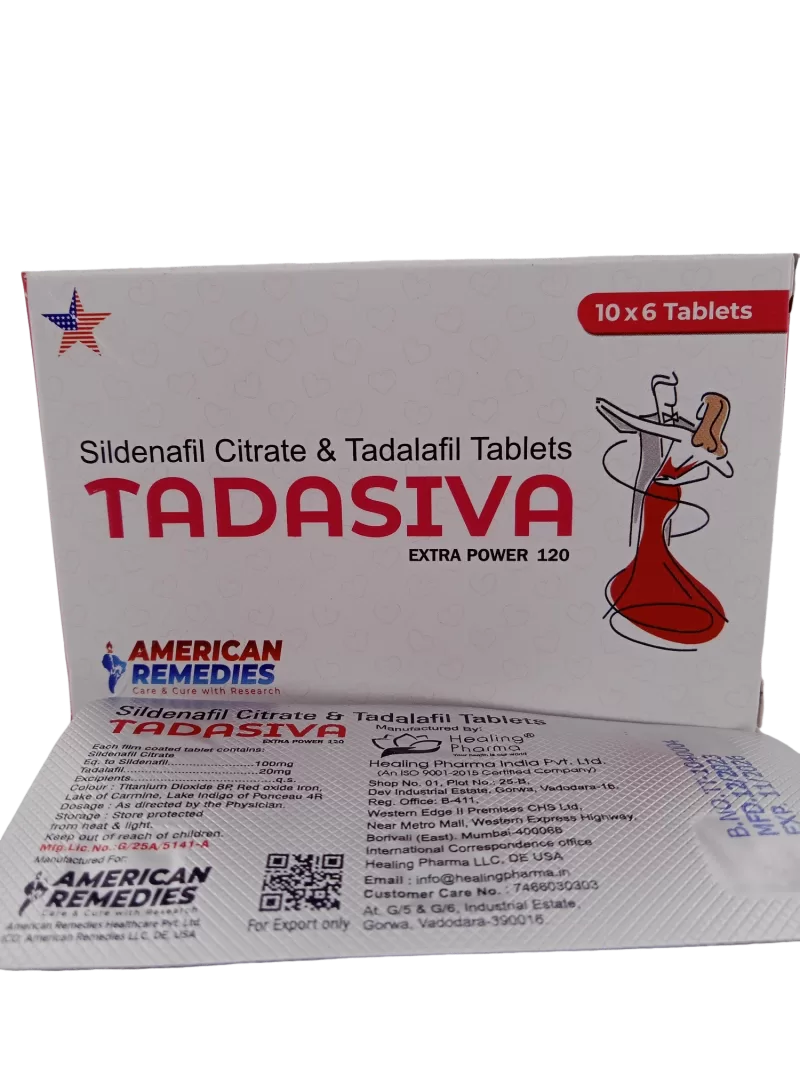 10 x 6 Tablets
Sildenafil Citrate & Tadalafil Tablets
TADASIVA
EXTRA POWER 120
AMERICAN
REMEDIES
Care & Cure with Research
Sildenafil Citrate & Tadalafil Tablets
TADASIVA
EXTRA POWER 120
Each film coated tablet contains:
Sildenafil Citrate
Eq. to Sildenafil.....................100mg
Tadalafil...................................20mg
Excipients....................................q.s.
Colour : Titanium Dioxide BP, Red oxide Iron,
Lake of Carmine, Lake Indigo of Ponceau 4R
Dosage : As directed by the Physician.
Storage : Store protected
from heat & light.
Keep out of reach of children.
Mfg.Lic.No.:G/25A/5141-A
Manufactured For:
AMERICAN
REMEDIES
Care & Cure with Research
American Remedies Healthcare Pvt. Ltd.
American Remedies LLC, DE, USA
For Export only
Manufactured By:
Healing®
Pharma
Healing Pharma India Pvt. Ltd.
(An ISO 9001-2015 Certified Company)
Shop No. 01, Plot No.: 25-B,
Dev Industrial Estate, Gorwa, Vadodara-16.
Reg. Office: B-411,
Western Edge II Premises CHS Ltd,
Near Metro Mall, Western Express Highway,
Borivali (East), Mumbai-400066
International Correspondence office
Healing Pharma LLC, DE USA
Email : info@healingpharma.in
Customer Care No. : 7466030303
At. G/5 & G/6, Industrial Estate,
Gorwa, Vadodara-390016
B.NO.
MFD.
EXP.